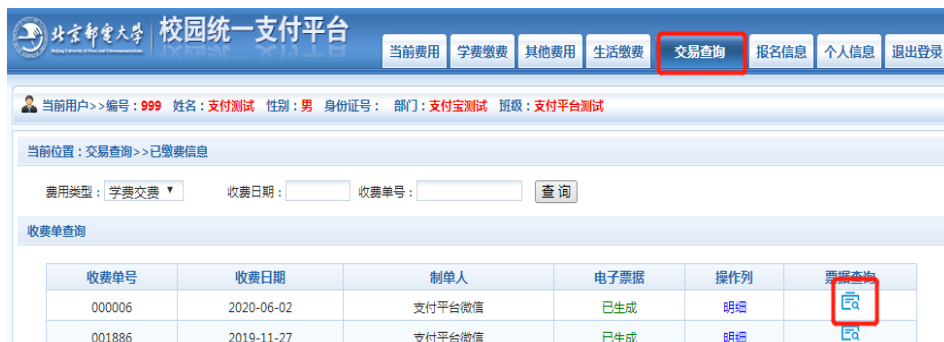 北京邮电大学 校园统一支付平台
当前费用 学费缴费 其他费用 生活缴费 交易查询 报名信息 个人信息 退出登录
当前用户>>编号：999 姓名：支付测试 性别：男 身份证号： 部门：支付宝测试 班级：支付平台测试
当前位置：交易查询>>已缴费信息
费用类型： 学费交费 ▼ 收费日期： 收费单号： 查 询
收费单查询
收费单号 收费日期 制单人 电子票据 操作列 票据查询
000006 2020-06-02 支付平台微信 已生成 明细
001886 2019-11-27 支付平台微信 已生成 明细